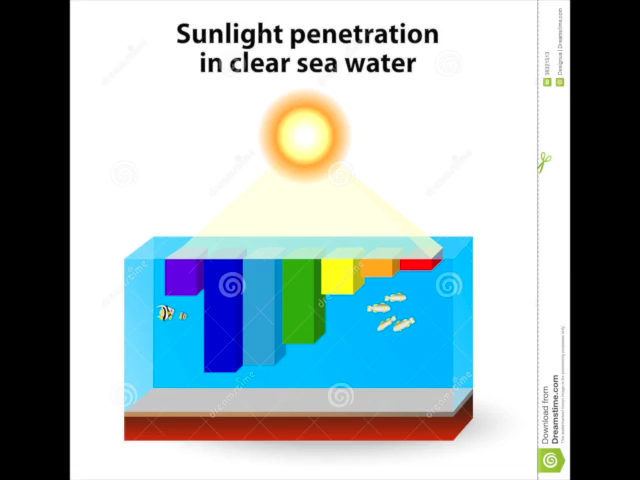 Sunlight penetration
in clear sea water
Download from
Dreamstime.com